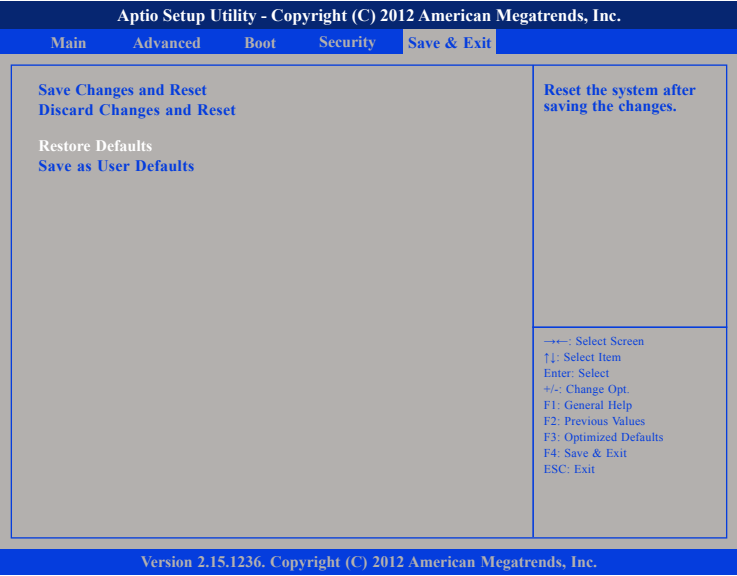 Aptio Setup Utility - Copyright (C) 2012 American Megatrends, Inc.
Main Advanced Boot Security Save & Exit
Save Changes and Reset
Discard Changes and Reset
Restore Defaults
Save as User Defaults
Reset the system after
saving the changes.
→←: Select Screen
↑↓: Select Item
Enter: Select
+/-: Change Opt.
F1: General Help
F2: Previous Values
F3: Optimized Defaults
F4: Save & Exit
ESC: Exit
Version 2.15.1236. Copyright (C) 2012 American Megatrends, Inc.